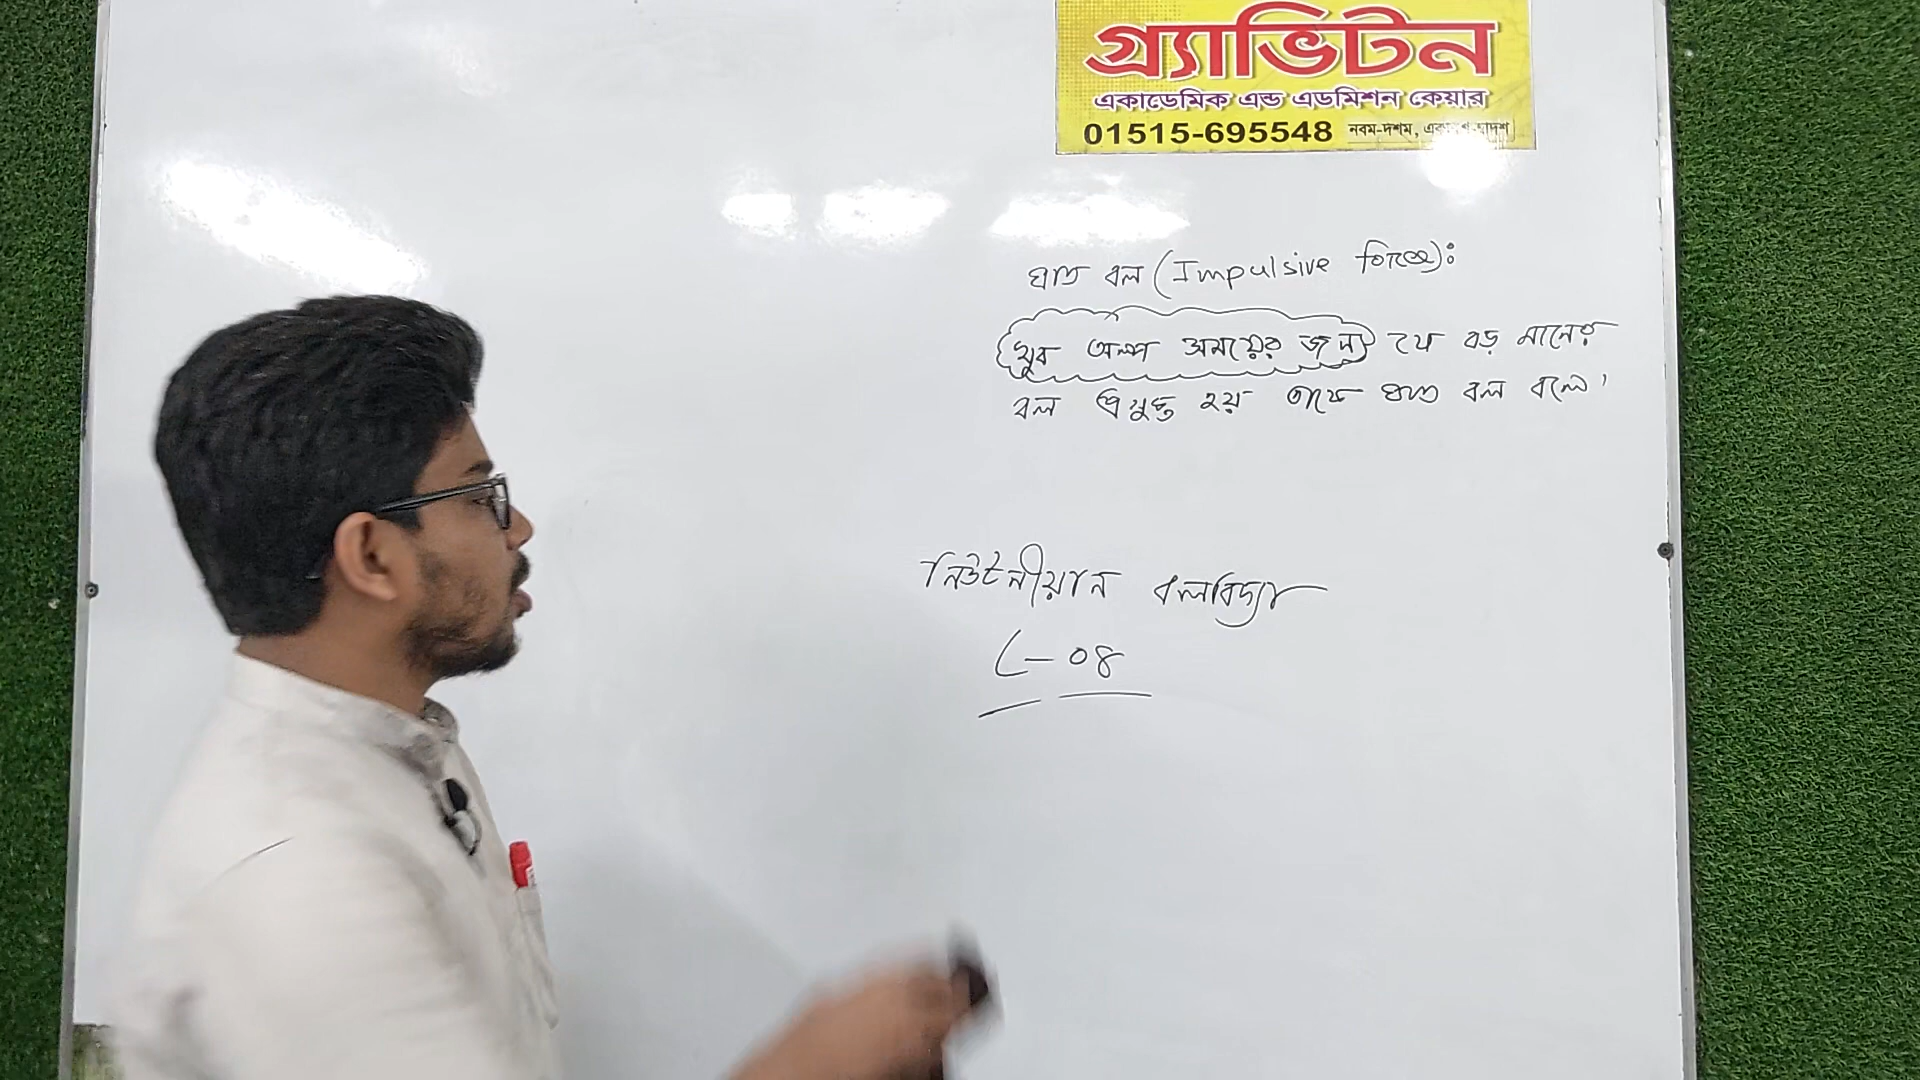 গ্র্যাভিটন
একাডেমিক এন্ড এডমিশন কেয়ার
01515-695548 নবম-দশম, একাদশ-দ্বাদশ
ঘাত বল (Impulsive force):
খুব অল্প সময়ের জন্য যে বড় মানের
বল প্রযুক্ত হয় তাকে ঘাত বল বলে।
নিউটনীয়ান বলবিদ্যা
L-08